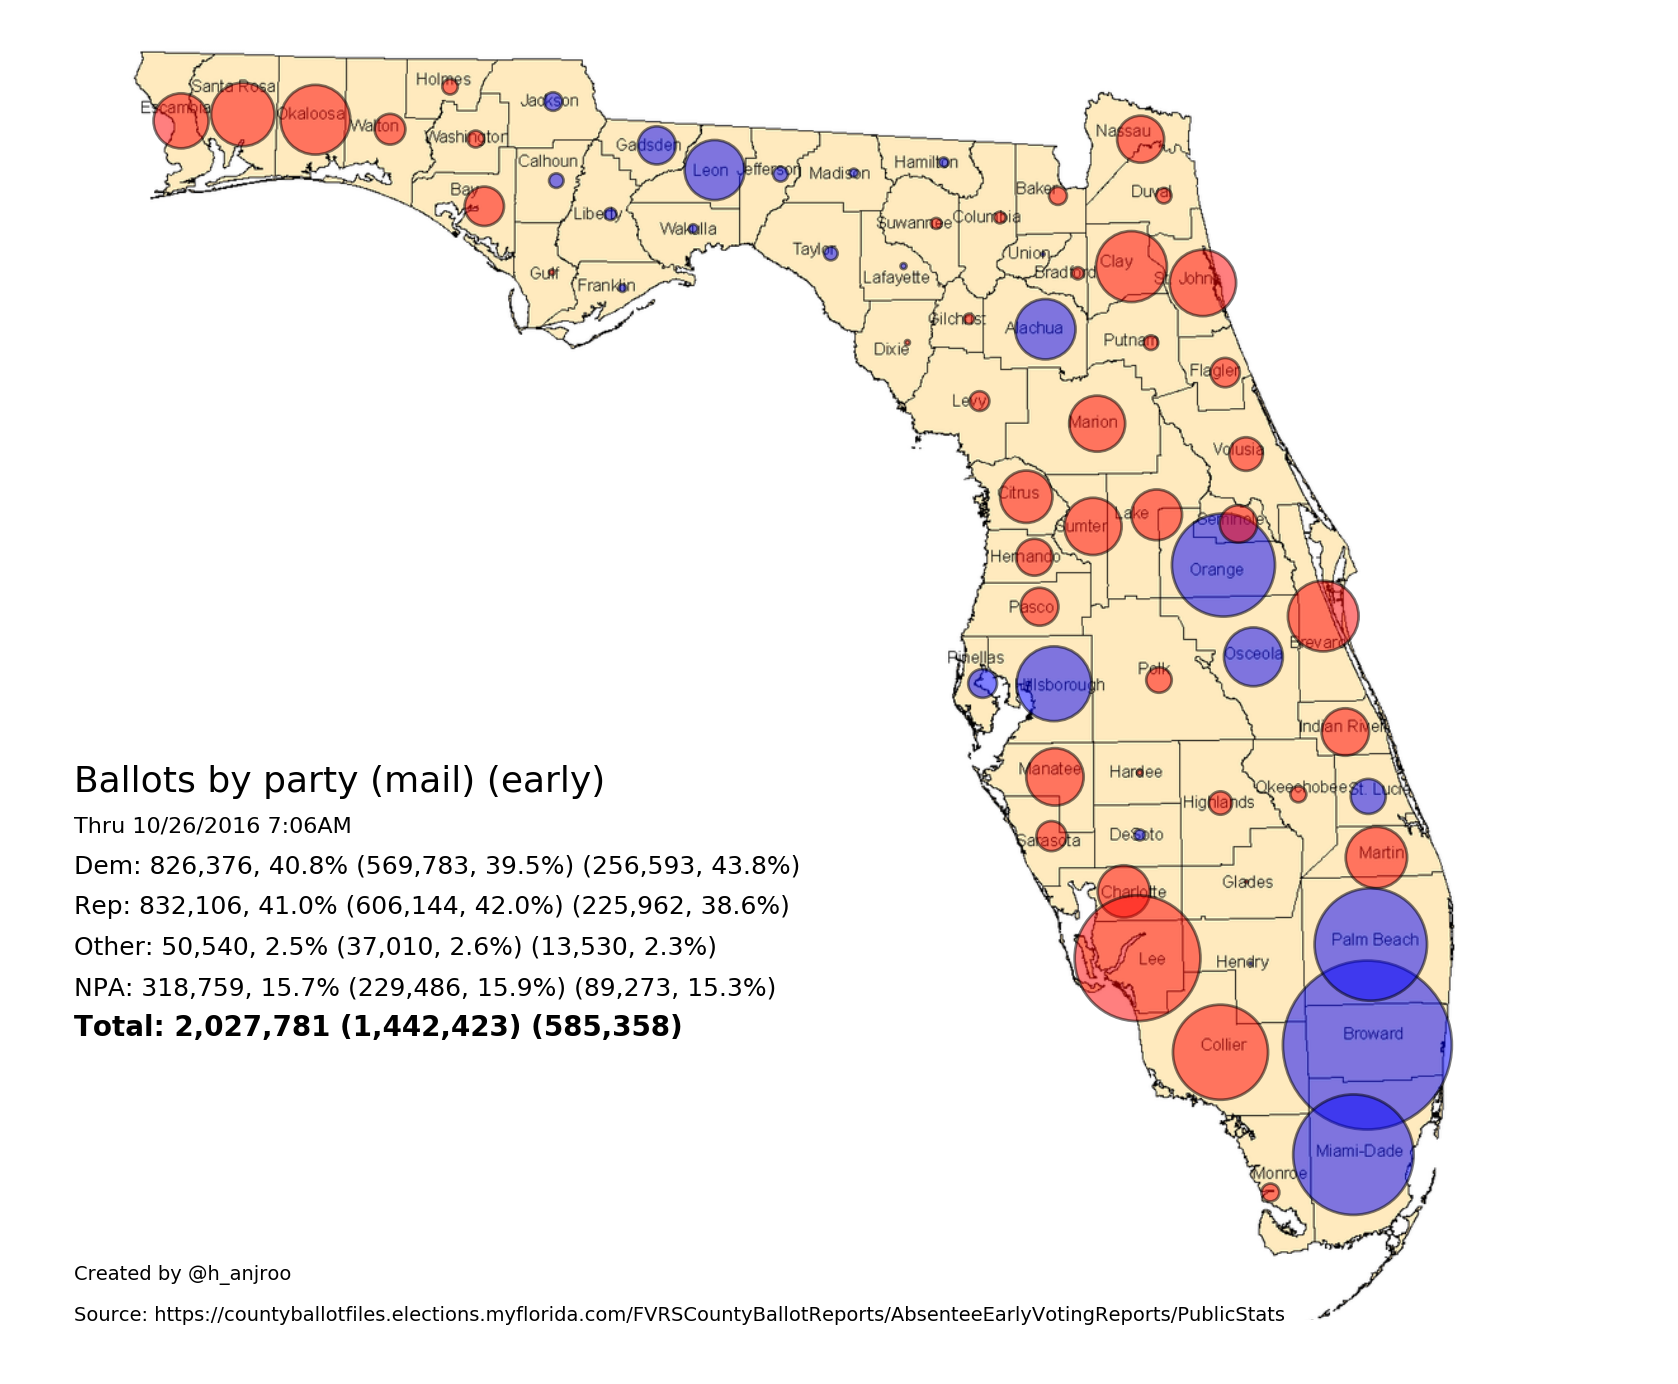 Holmes
Santa Rosa
Jackson
Escambia
Okaloosa
Walton
Washington
Nassau
Gadsden
Calhoun
Leon
Jefferson
Madison
Hamilton
Bay
Baker
Duval
Liberty
Wakulla
Suwannee
Columbia
Taylor
Union
Clay
Gulf
Franklin
Lafayette
Bradford
St. Johns
Gilchrist
Alachua
Dixie
Putnam
Flagler
Levy
Marion
Volusia
Citrus
Sumter
Lake
Seminole
Hernando
Orange
Pasco
Brevard
Pinellas
Osceola
Polk
Hillsborough
Indian River
Manatee
Hardee
Okeechobee
St. Lucie
Highlands
Sarasota
DeSoto
Martin
Charlotte
Glades
Palm Beach
Lee
Hendry
Broward
Collier
Miami-Dade
Monroe
Ballots by party (mail) (early)
Thru 10/26/2016 7:06AM
Dem: 826,376, 40.8% (569,783, 39.5%) (256,593, 43.8%)
Rep: 832,106, 41.0% (606,144, 42.0%) (225,962, 38.6%)
Other: 50,540, 2.5% (37,010, 2.6%) (13,530, 2.3%)
NPA: 318,759, 15.7% (229,486, 15.9%) (89,273, 15.3%)
Total: 2,027,781 (1,442,423) (585,358)
Created by @h_anjroo
Source: https://countyballotfiles.elections.myflorida.com/FVRSCountyBallotReports/AbsenteeEarlyVotingReports/PublicStats